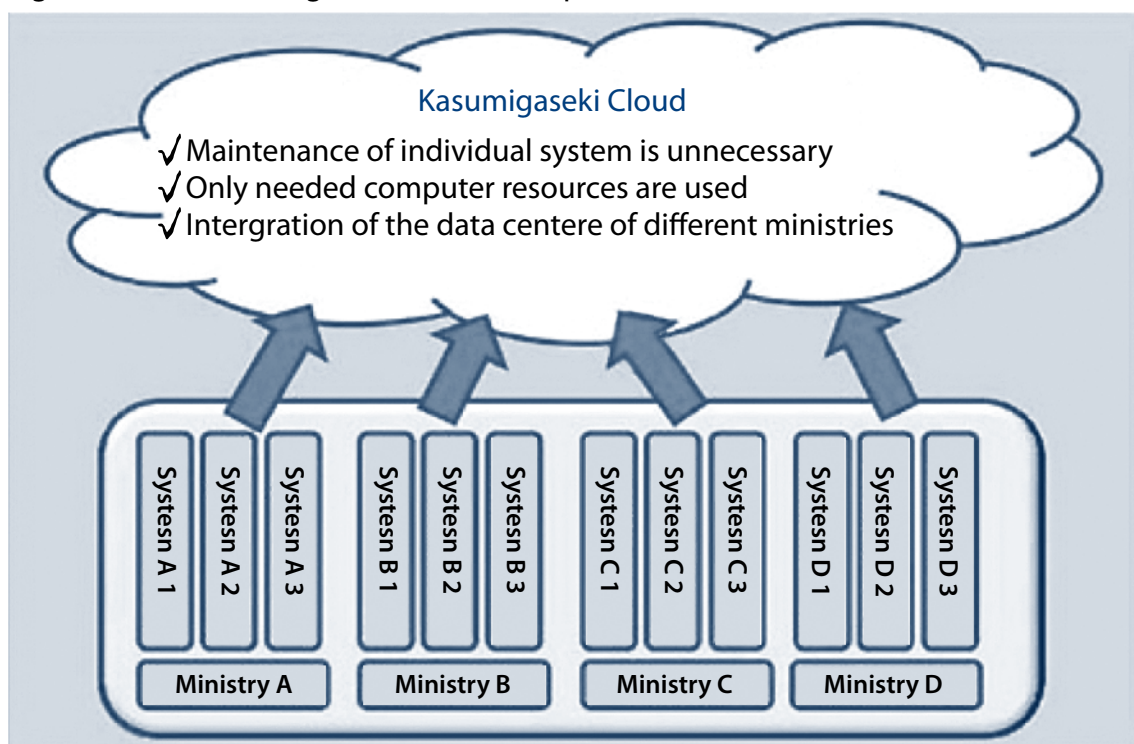 Kasumigaseki Cloud
√ Maintenance of individual system is unnecessary
√ Only needed computer resources are used
√ Intergration of the data centere of different ministries
Systesn A 1
Systesn A 2
Systesn A 3
Systesn B 1
Systesn B 2
Systesn B 3
Systesn C 1
Systesn C 2
Systesn C 3
Systesn D 1
Systesn D 2
Systesn D 3
Ministry A
Ministry B
Ministry C
Ministry D